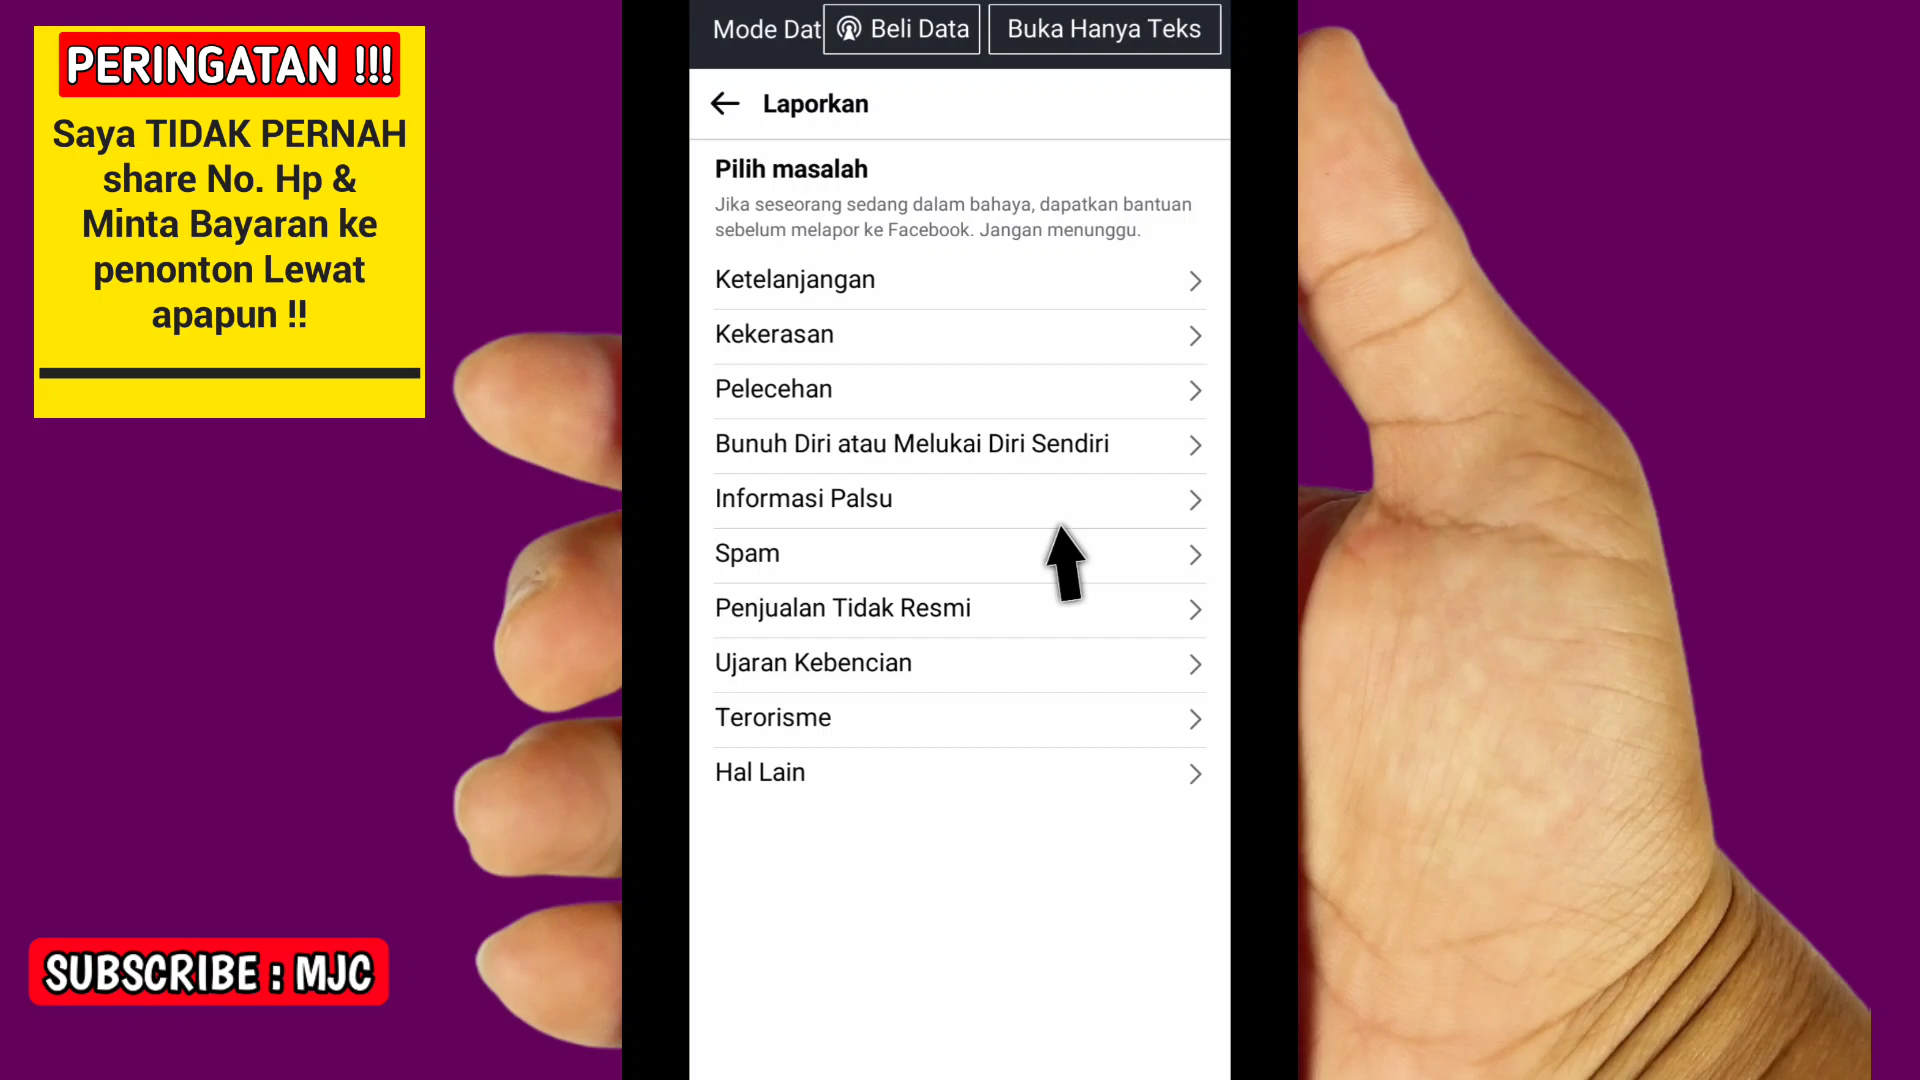 PERINGATAN !!!
Saya TIDAK PERNAH
share No. Hp &
Minta Bayaran ke
penonton Lewat
apapun !!
SUBSCRIBE : MJC
Mode Dat
Beli Data
Buka Hanya Teks
Laporkan
Pilih masalah
Jika seseorang sedang dalam bahaya, dapatkan bantuan
sebelum melapor ke Facebook. Jangan menunggu.
Ketelanjangan
Kekerasan
Pelecehan
Bunuh Diri atau Melukai Diri Sendiri
Informasi Palsu
Spam
Penjualan Tidak Resmi
Ujaran Kebencian
Terorisme
Hal Lain